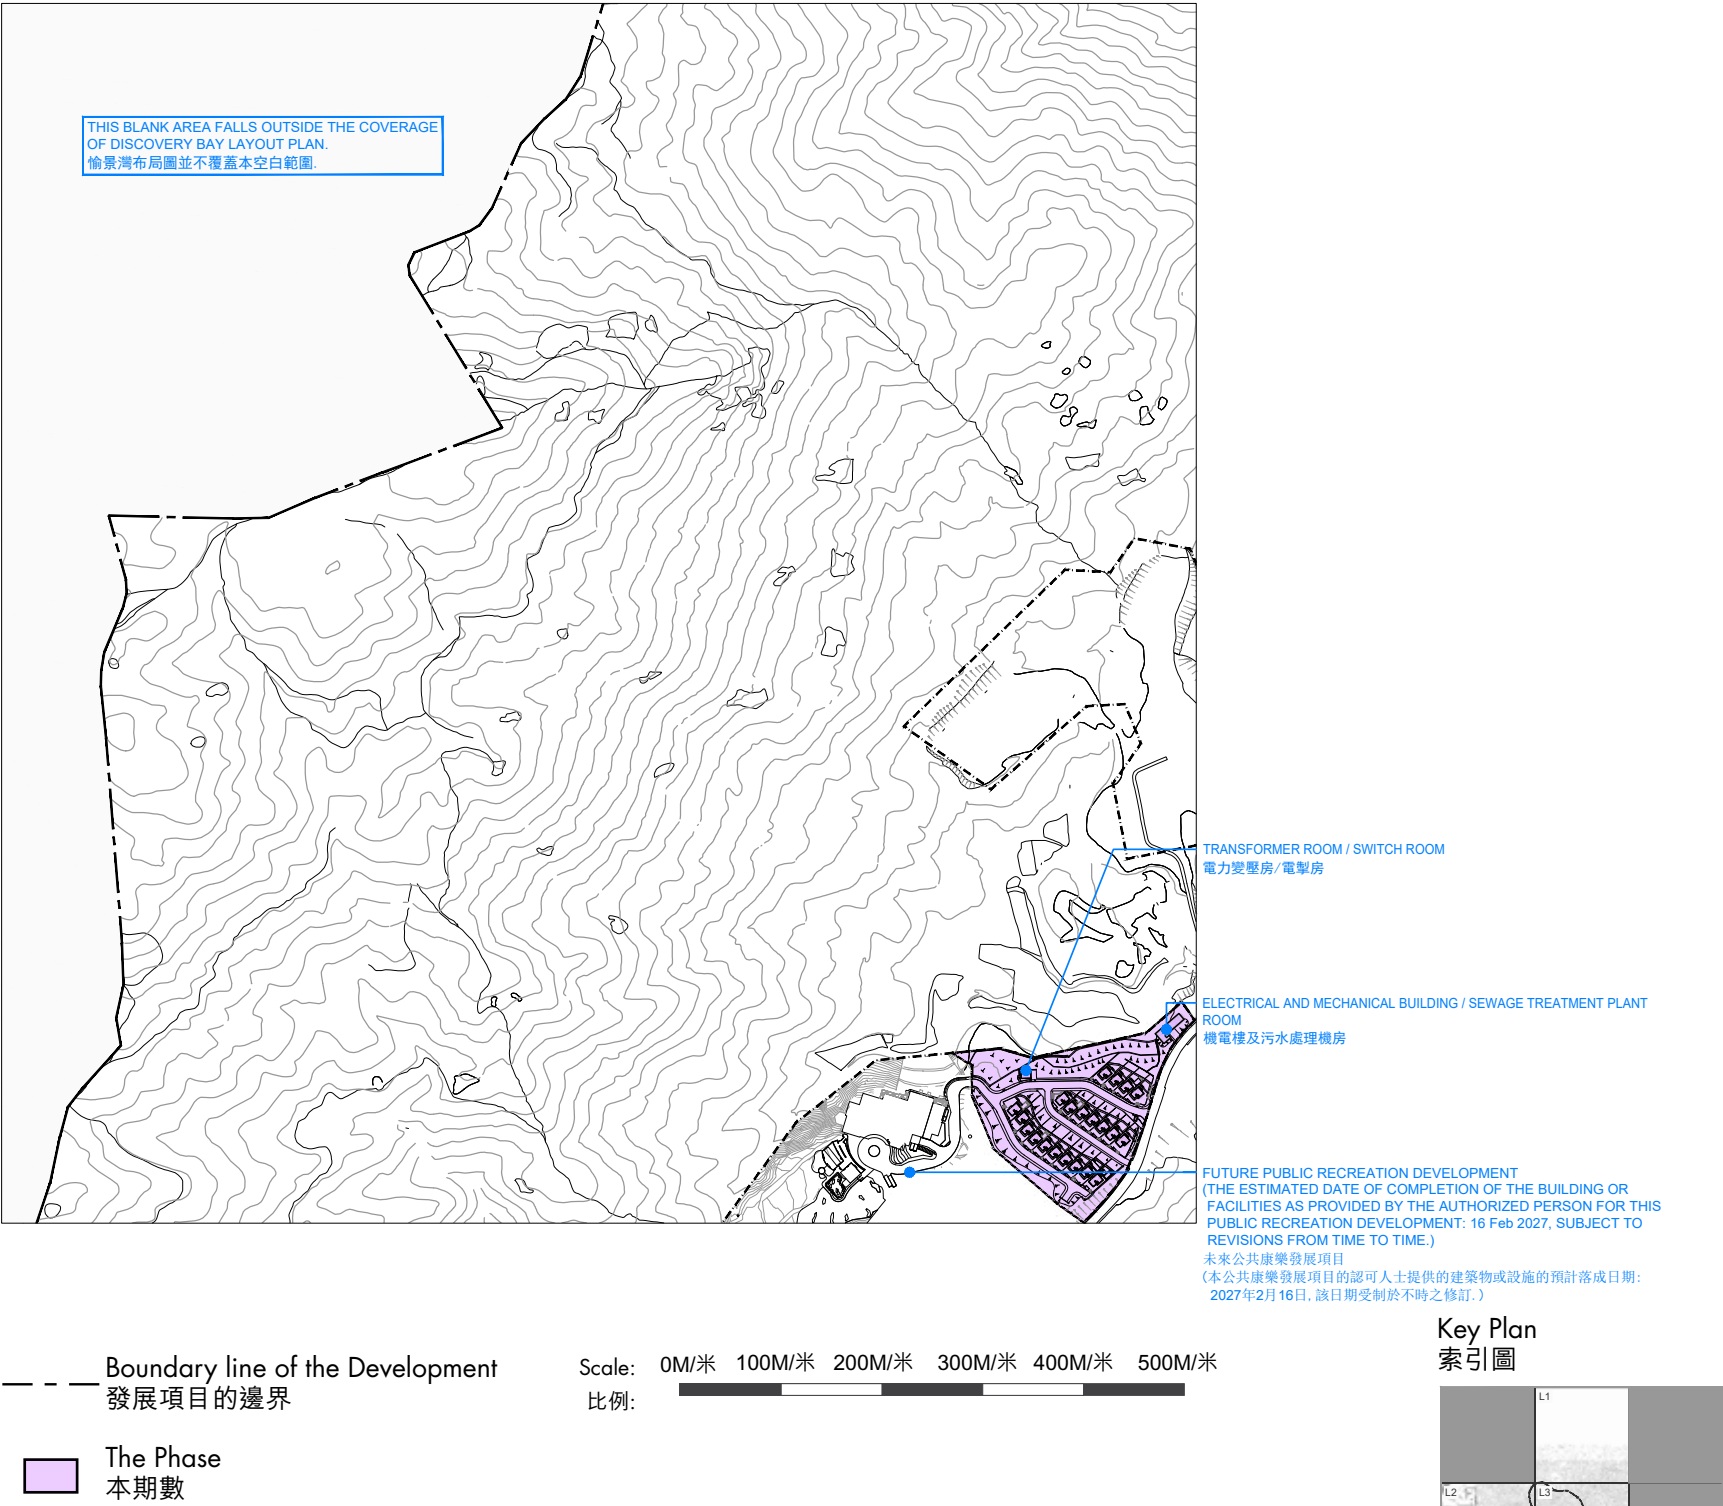 THIS BLANK AREA FALLS OUTSIDE THE COVERAGE
OF DISCOVERY BAY LAYOUT PLAN.
愉景灣布局圖並不覆蓋本空白範圍.
TRANSFORMER ROOM / SWITCH ROOM
電力變壓房/電掣房
ELECTRICAL AND MECHANICAL BUILDING / SEWAGE TREATMENT PLANT
ROOM
機電樓及污水處理機房
FUTURE PUBLIC RECREATION DEVELOPMENT
(THE ESTIMATED DATE OF COMPLETION OF THE BUILDING OR
FACILITIES AS PROVIDED BY THE AUTHORIZED PERSON FOR THIS
PUBLIC RECREATION DEVELOPMENT: 16 Feb 2027, SUBJECT TO
REVISIONS FROM TIME TO TIME.)
未來公共康樂發展項目
(本公共康樂發展項目的認可人士提供的建築物或設施的預計落成日期:
2027年2月16日, 該日期受制於不時之修訂. )
Boundary line of the Development
發展項目的邊界
The Phase
本期數
Scale: 0M/米 100M/米 200M/米 300M/米 400M/米 500M/米
比例:
Key Plan
索引圖
L1
L2 L3